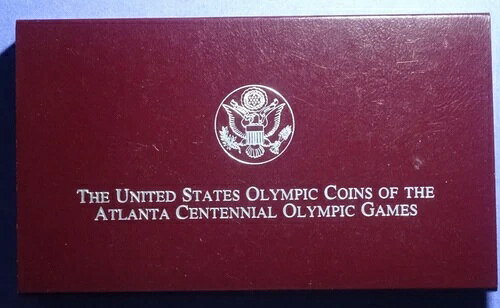 THE UNITED STATES OLYMPIC COINS OF THE
ATLANTA CENTENNIAL OLYMPIC GAMES